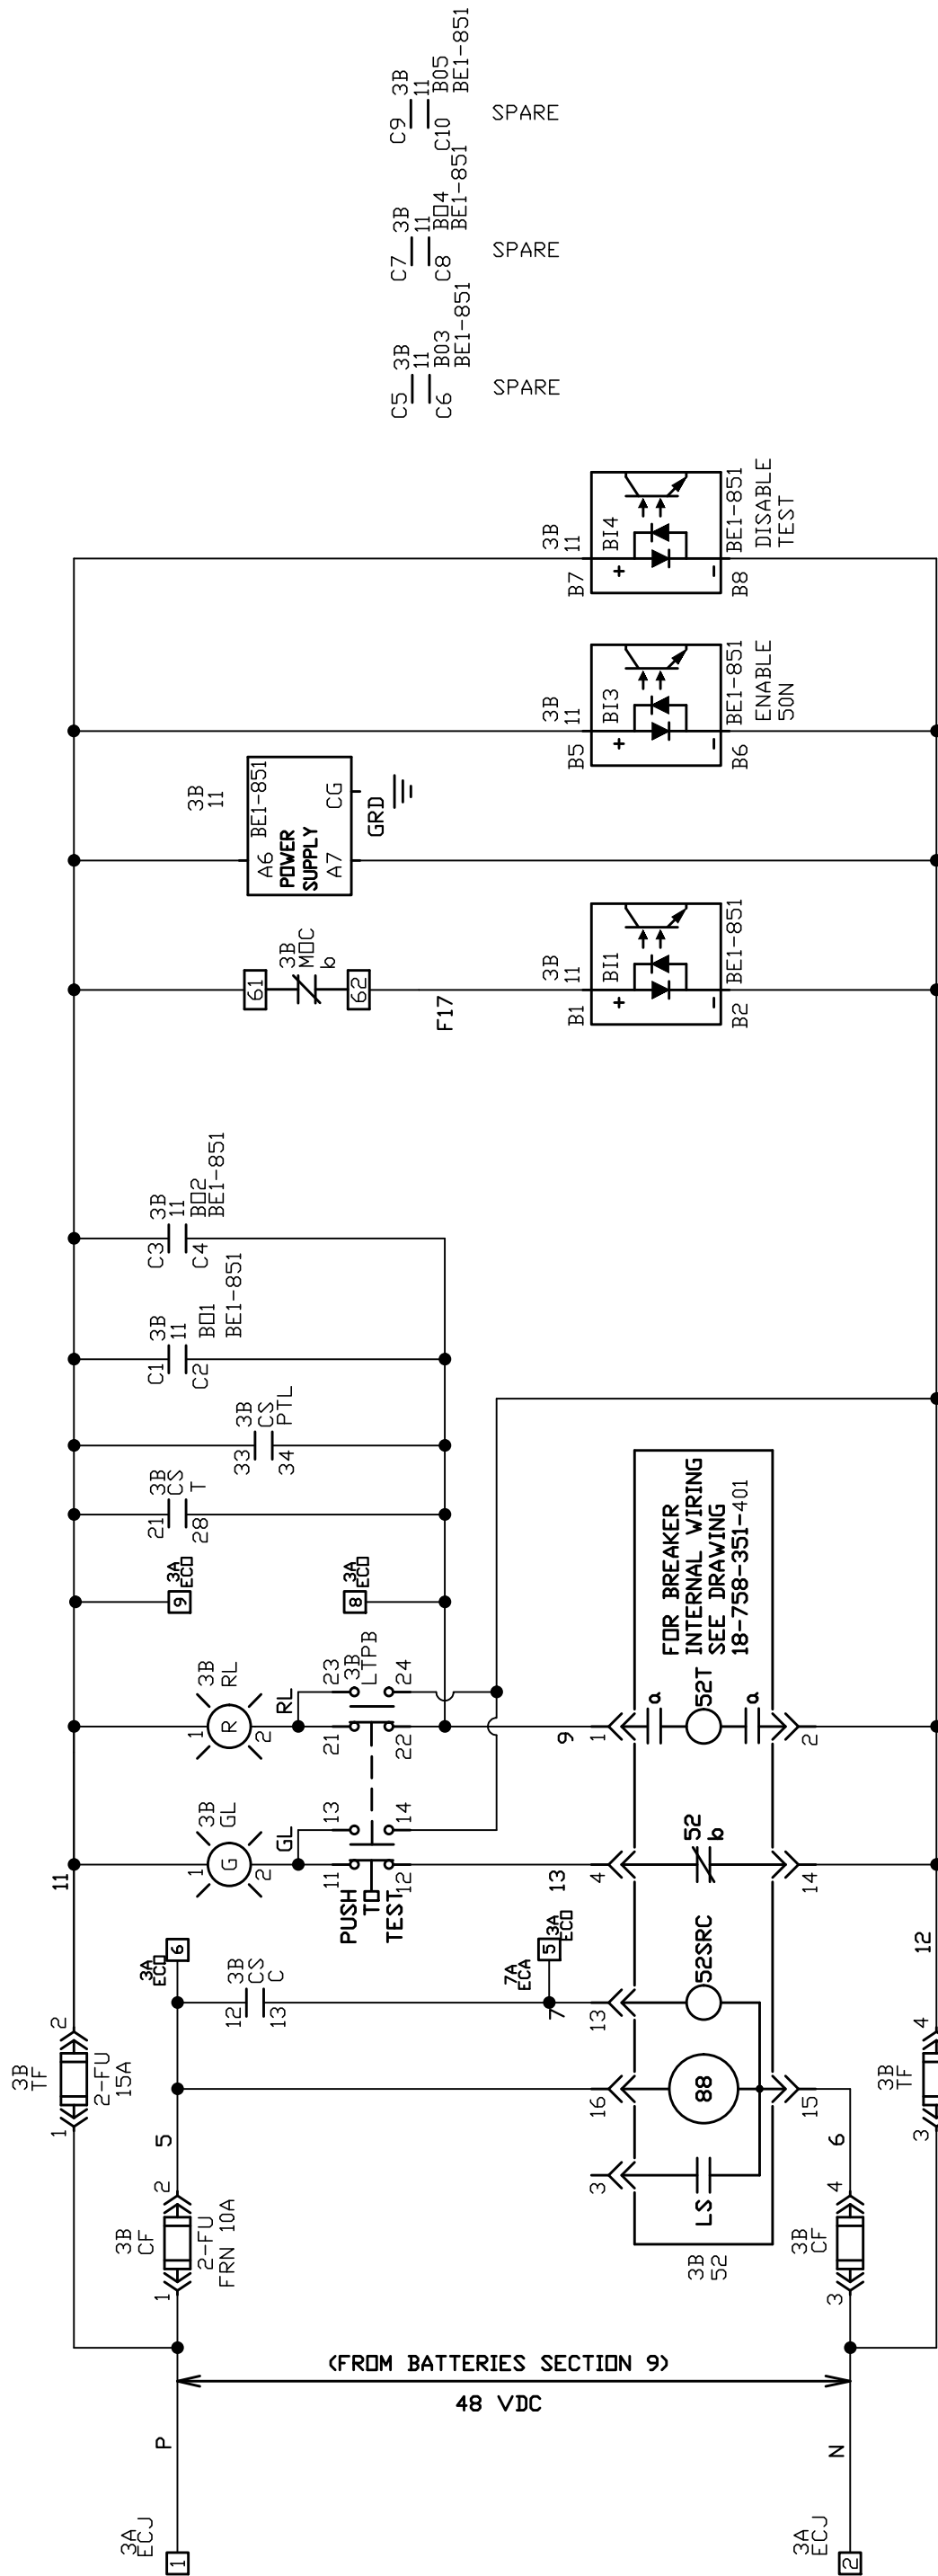 3A
ECJ
1
P
3B
CF
1
2
2-FU
FRN 10A
5
3B
TF
1
2
2-FU
15A
11
(FROM BATTERIES SECTION 9)
48 VDC
3A
ECJ
2
N
3B
CF
3
4
6
3B
TF
3
4
12
3A
ECO
6
12
13
3B
CS
C
7A
ECA
7
5
3A
ECO
3
16
13
4
1
LS
88
52SRC
52
b
a
52T
a
15
14
2
3B
52
FOR BREAKER
INTERNAL WIRING
SEE DRAWING
18-758-351-401
1
G
2
3B
GL
GL
11
13
12
14
PUSH
TO
TEST
13
1
R
2
3B
RL
RL
21
23
22
24
3B
LTPB
9
9
3A
ECO
8
3A
ECO
21
28
3B
CS
T
33
34
3B
CS
PTL
C1
C2
3B
11
BO1
BE1-851
C3
C4
3B
11
BO2
BE1-851
61
3B
MOC
b
62
F17
B1
3B
11
BI1
+
-
B2
BE1-851
3B
11
A6
BE1-851
POWER
SUPPLY
A7
CG
GRD
B5
3B
11
BI3
+
-
B6
BE1-851
ENABLE
50N
B7
3B
11
BI4
+
-
B8
BE1-851
DISABLE
TEST
C5
3B
11
C6
B03
BE1-851
SPARE
C7
3B
11
C8
BO4
BE1-851
SPARE
C9
3B
11
C10
B05
BE1-851
SPARE